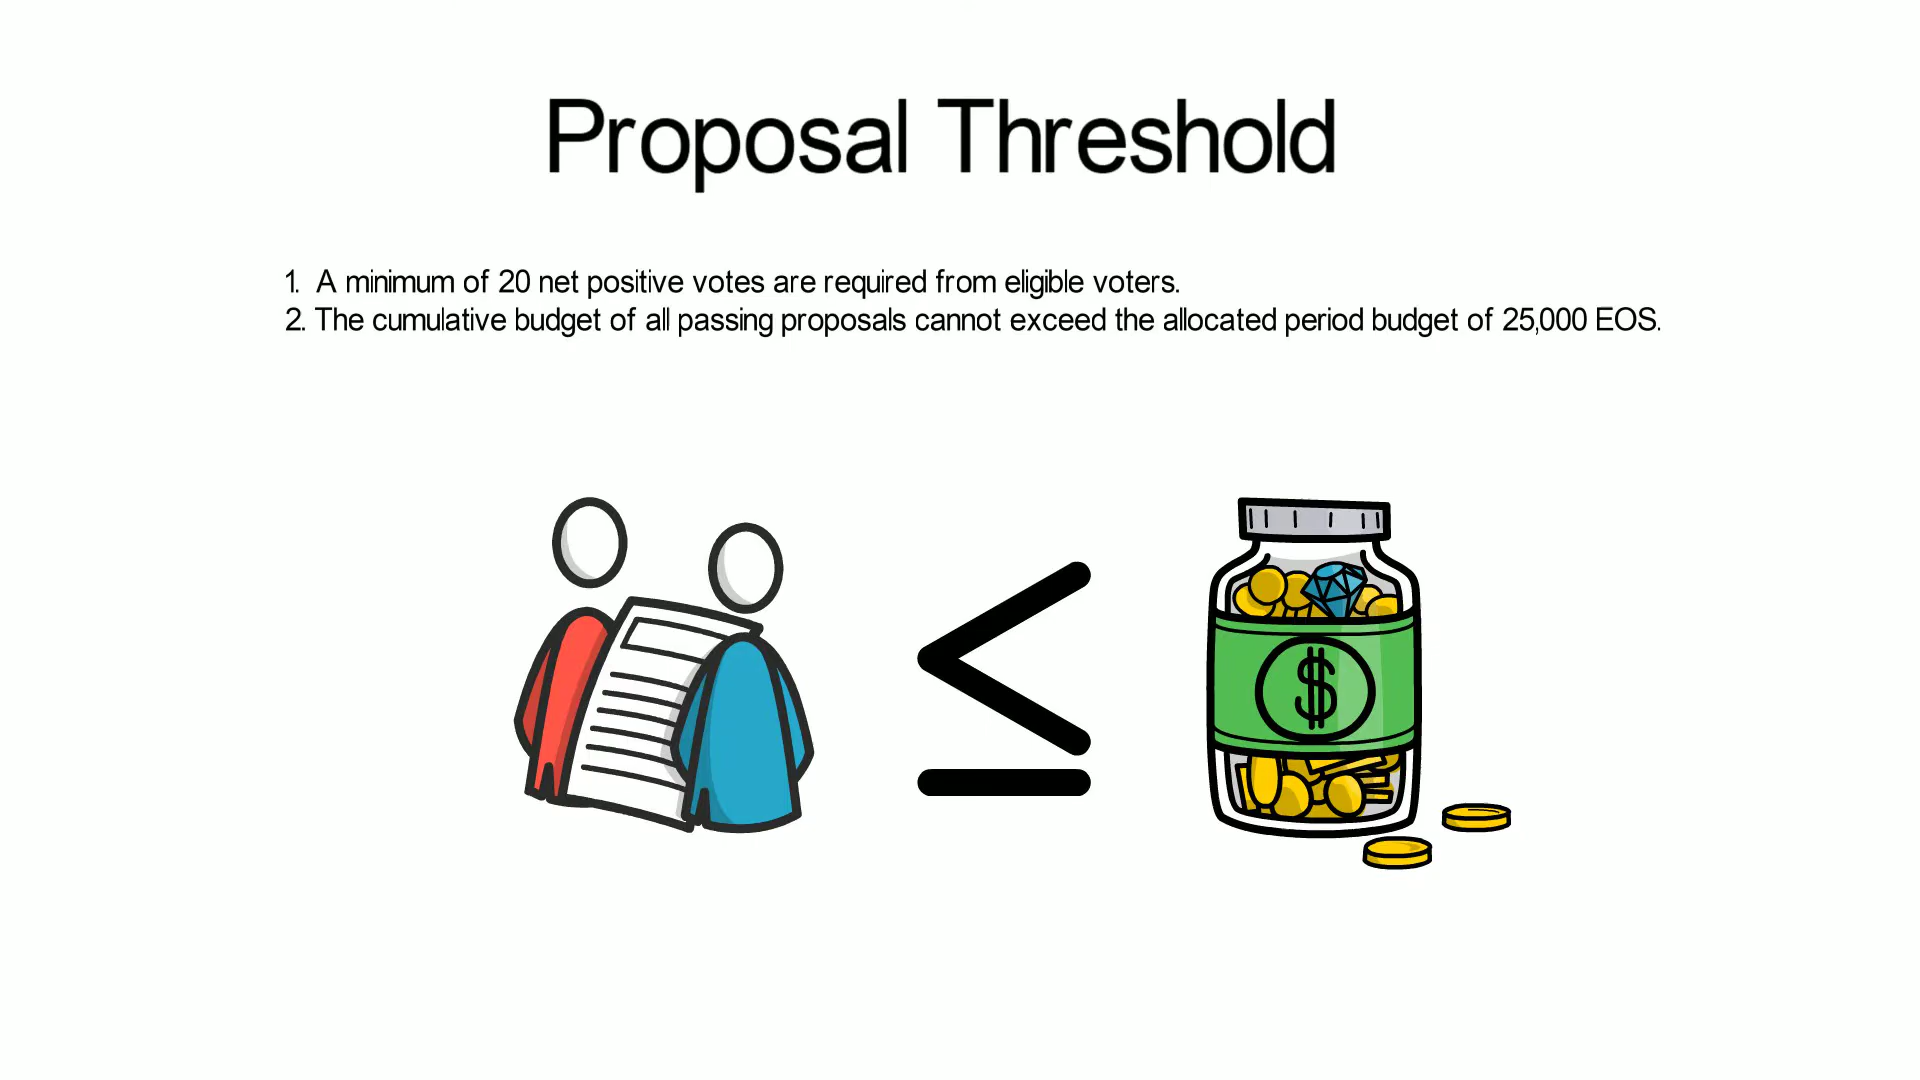 Proposal Threshold
1. A minimum of 20 net positive votes are required from eligible voters.
2. The cumulative budget of all passing proposals cannot exceed the allocated period budget of 25,000 EOS.
≤
$